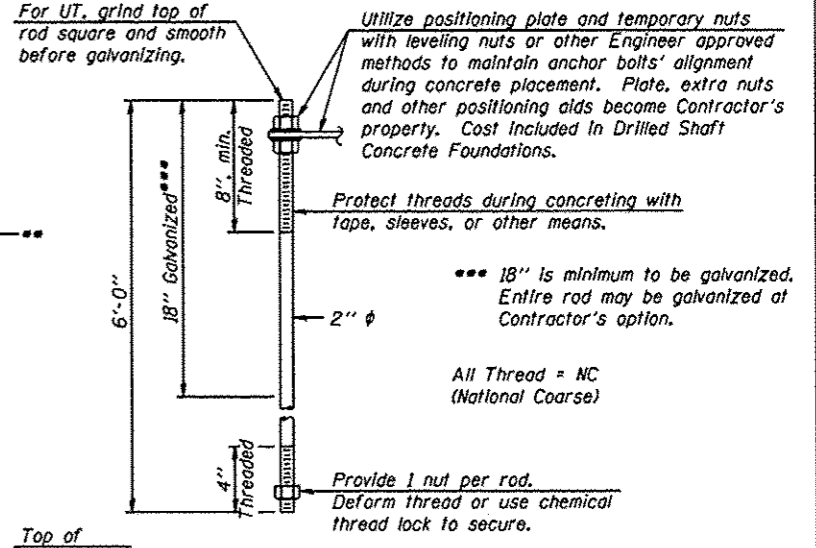 For UT, grind top of
rod square and smooth
before galvanizing.
Utilize positioning plate and temporary nuts
with leveling nuts or other Engineer approved
methods to maintain anchor bolts' alignment
during concrete placement. Plate, extra nuts
and other positioning aids become Contractor's
property. Cost included in Drilled Shaft
Concrete Foundations.
8", min.
Threaded
18" Galvanized***
6'-0"
**
Protect threads during concreting with
tape, sleeves, or other means.
*** 18" is minimum to be galvanized.
Entire rod may be galvanized at
Contractor's option.
2" φ
All Thread = NC
(National Coarse)
4"
Threaded
Provide 1 nut per rod.
Deform thread or use chemical
thread lock to secure.
Top of